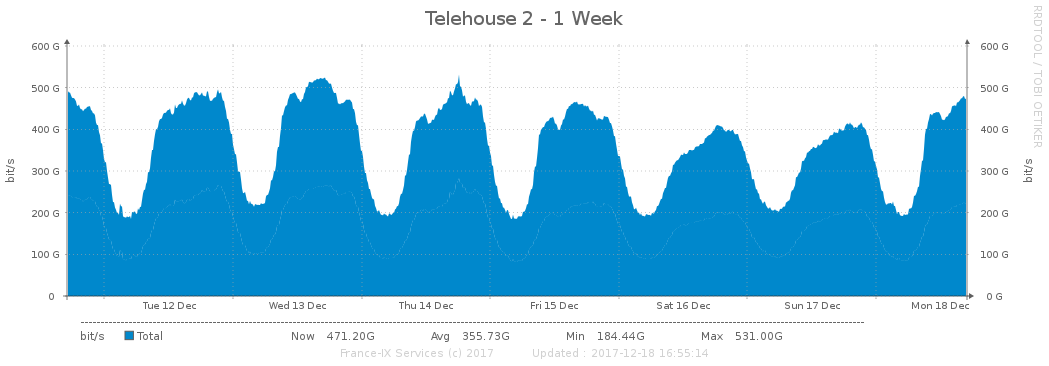 Telehouse 2 - 1 Week
RRDTOOL / TOBI OETIKER
600 G 600 G
500 G 500 G
400 G 400 G
300 G 300 G
200 G 200 G
100 G 100 G
0 0 G
bit/s bit/s
Tue 12 Dec Wed 13 Dec Thu 14 Dec Fri 15 Dec Sat 16 Dec Sun 17 Dec Mon 18 Dec
bit/s Total Now 471.20G Avg 355.73G Min 184.44G Max 531.00G
France-IX Services (c) 2017 Updated : 2017-12-18 16:55:14